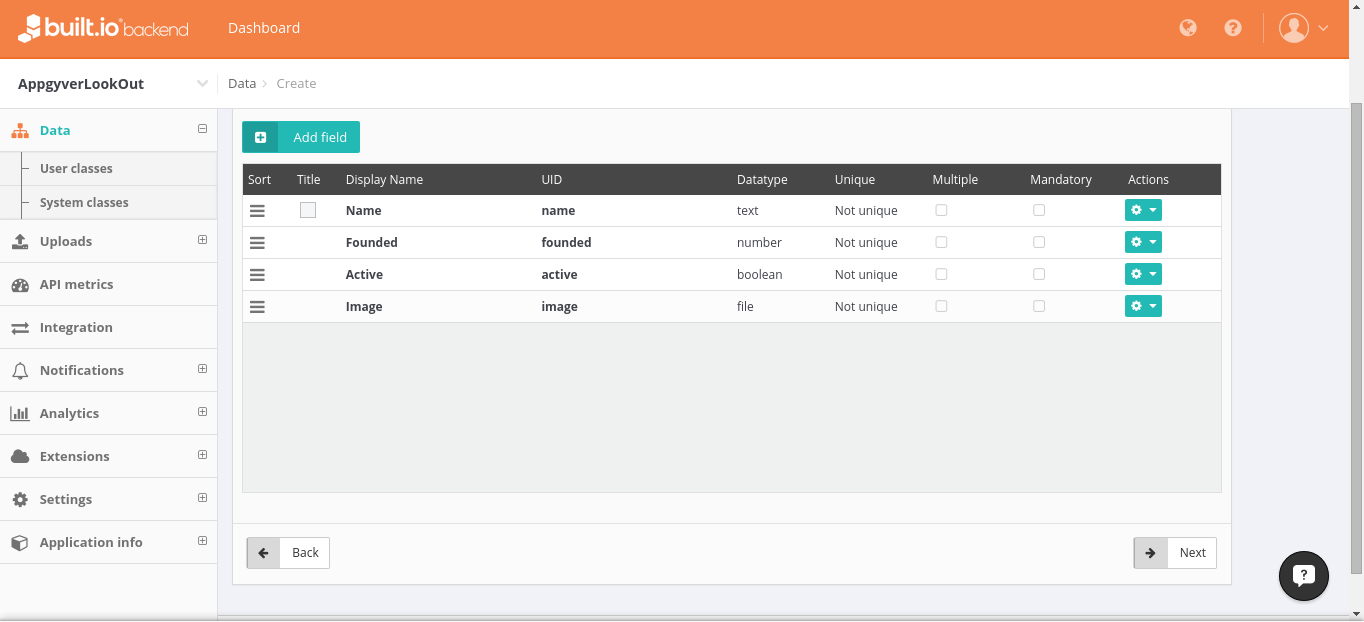 built.io backend Dashboard
AppgyverLookOut Data Create
Data
User classes
System classes
Uploads
API metrics
Integration
Notifications
Analytics
Extensions
Settings
Application info
Add field
Sort Title Display Name UID Datatype Unique Multiple Mandatory Actions
Name name text Not unique
Founded founded number Not unique
Active active boolean Not unique
Image image file Not unique
Back Next